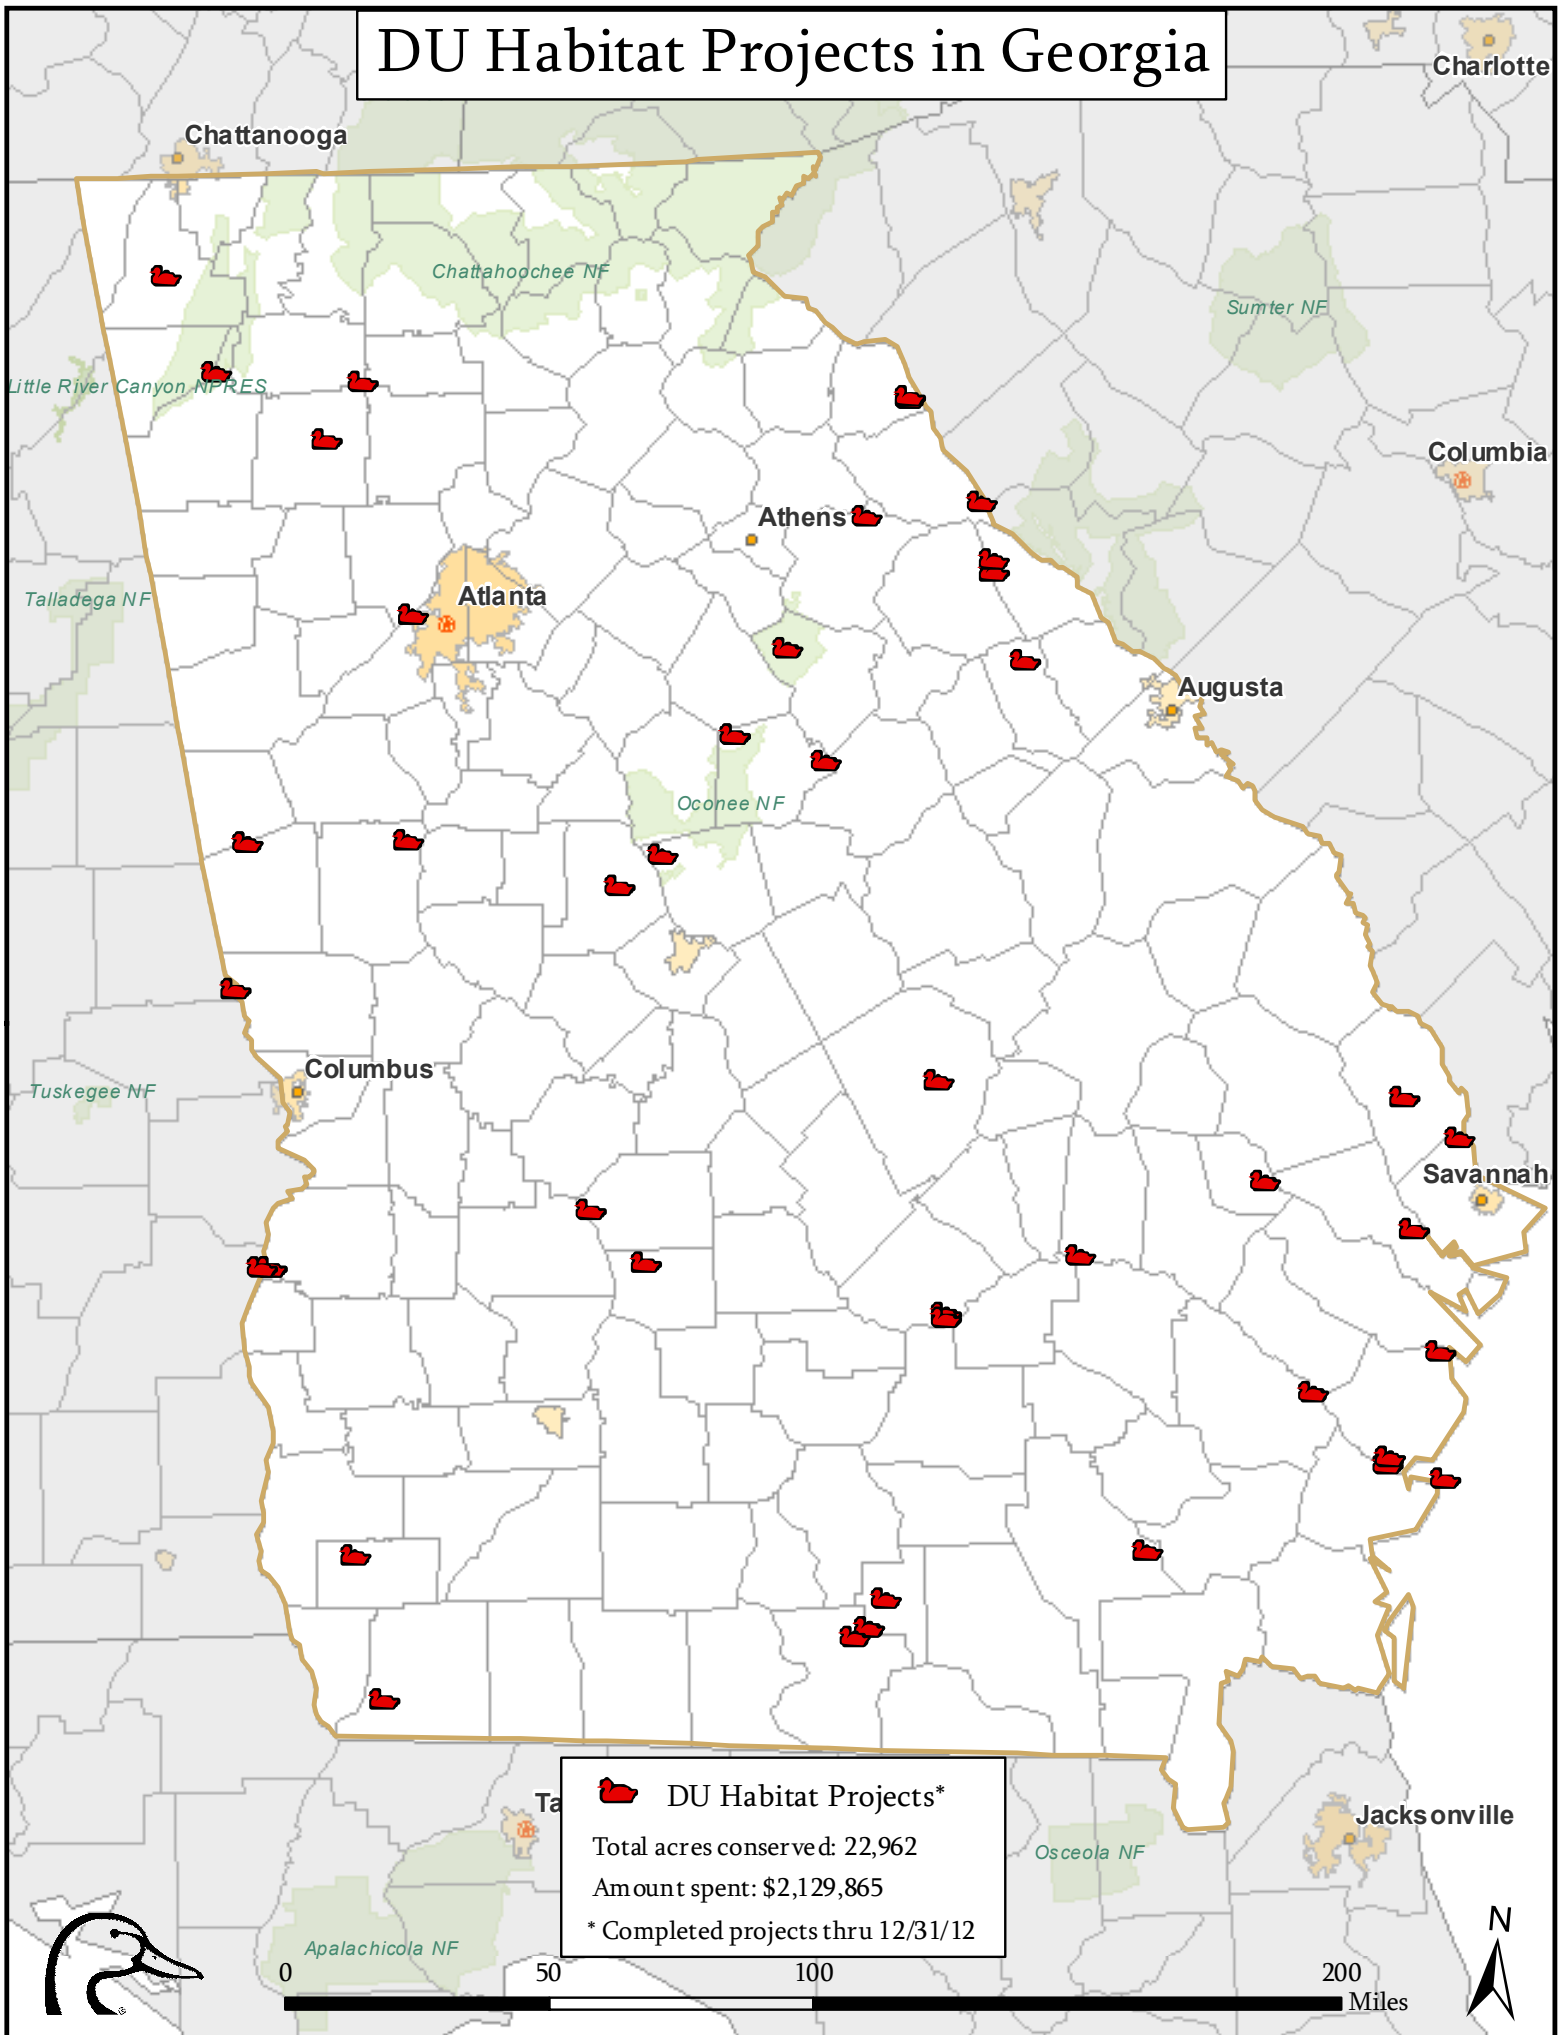 DU Habitat Projects in Georgia
Charlotte
Chattanooga
Chattahoochee NF
Sumter NF
Little River Canyon NPRES
Columbia
Athens
Talladega NF
Atlanta
Augusta
Oconee NF
Columbus
Tuskegee NF
Savannah
DU Habitat Projects*
Ta
Total acres conserved: 22,962
Jacksonville
Osceola NF
Amount spent: $2,129,865
* Completed projects thru 12/31/12
Apalachicola NF
N
0 50 100 200
Miles
®